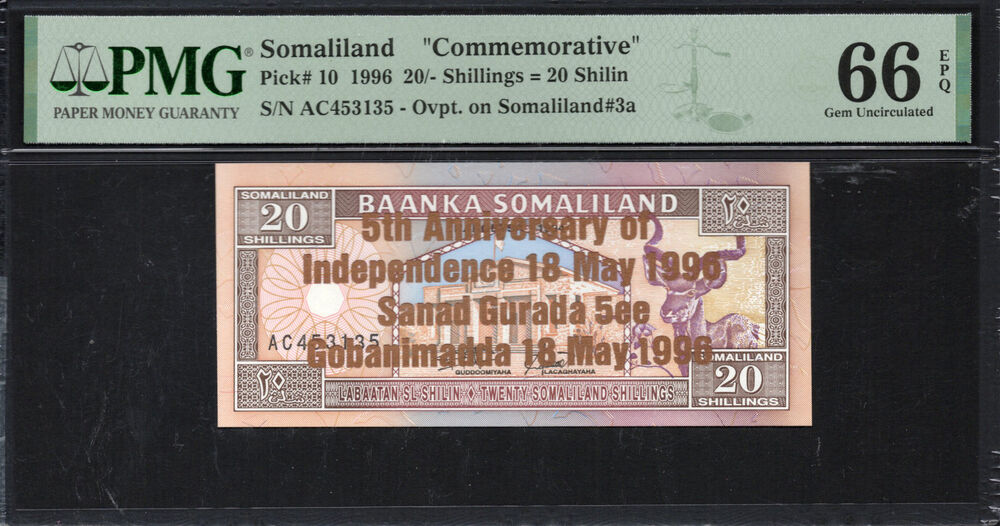 PMG®
PAPER MONEY GUARANTY
Somaliland "Commemorative"
Pick# 10 1996 20/- Shillings = 20 Shilin
S/N AC453135 - Ovpt. on Somaliland#3a
66 EPQ
Gem Uncirculated
SOMALILAND
20
SHILLINGS
BAANKA SOMALILAND
٢٠
5th Anniversary of
Independence 18 May 1996
Sanad Gurada 5ee
Gobanimadda 18 May 1996
AC453135
GUDDOOMIYAHA
LACAGHAYAHA
٢٠
LABAATAN SL SHILIN ◇ TWENTY SOMALILAND SHILLINGS
SOMALILAND
20
SHILLINGS